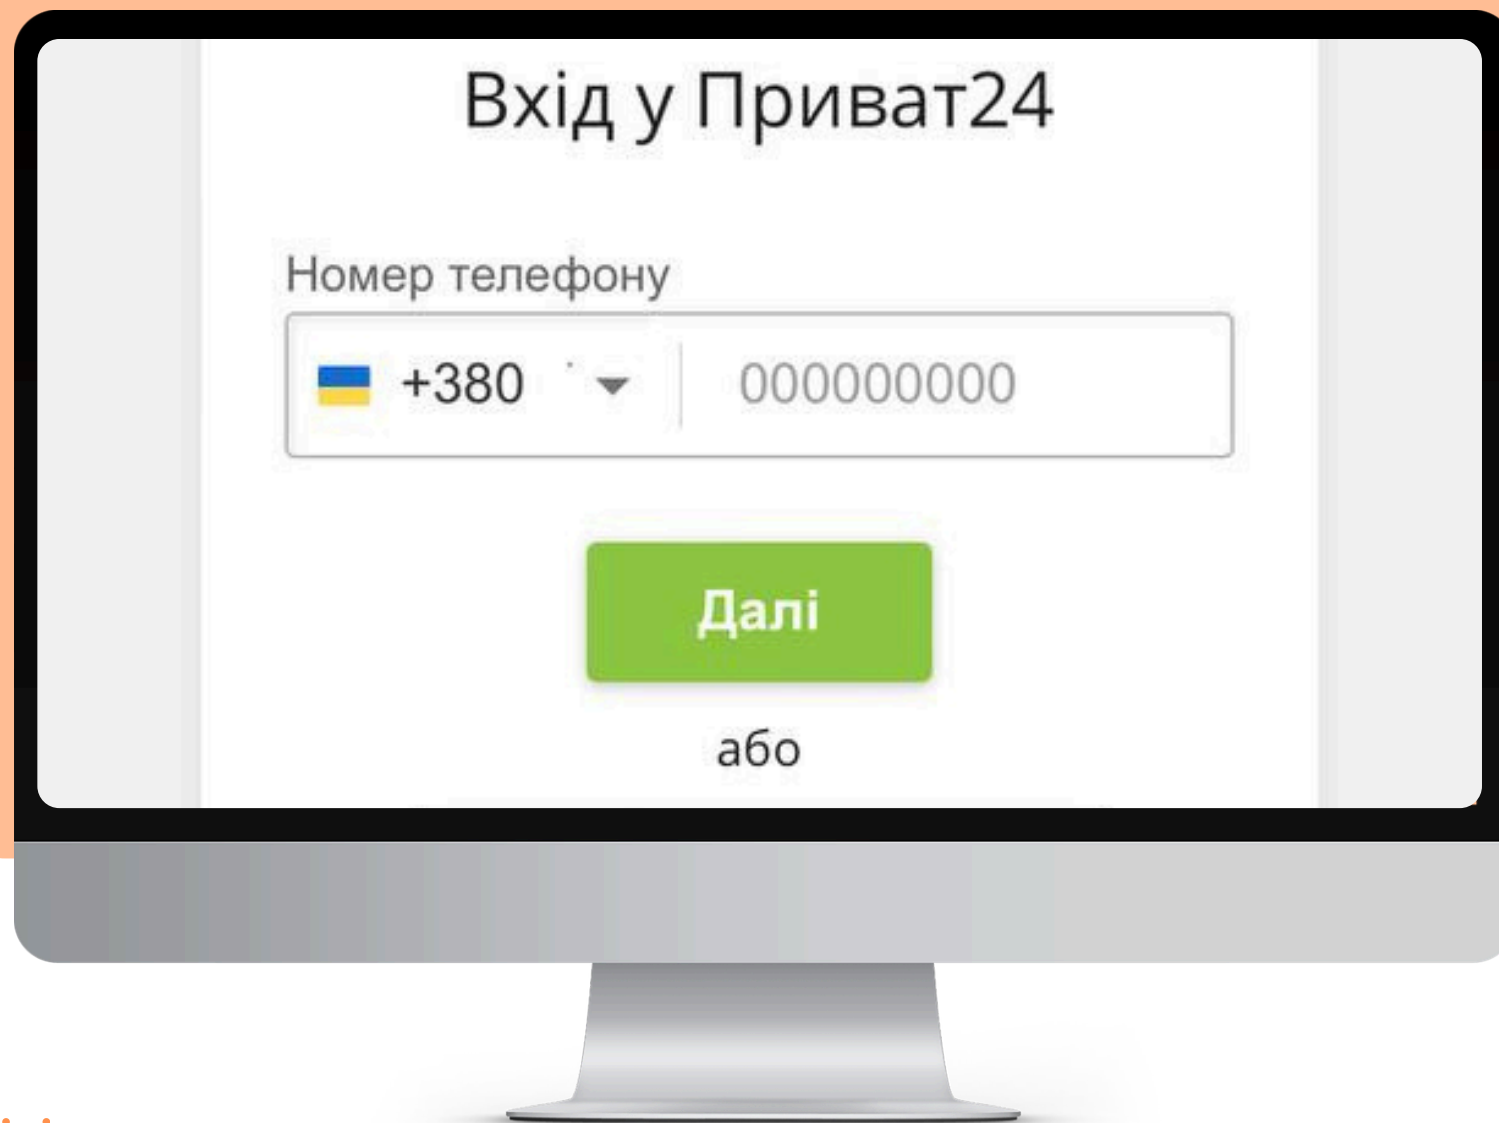 Вхід у Приват24
Номер телефону
+380 000000000
Далі
або